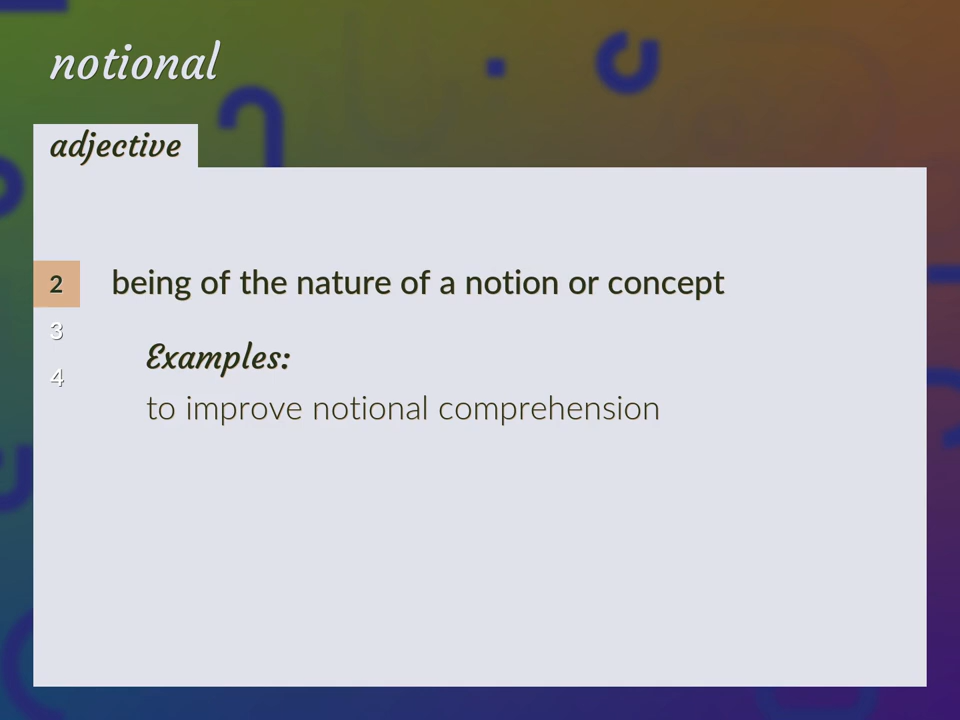 notional
adjective
2 being of the nature of a notion or concept
3
Examples:
4
to improve notional comprehension